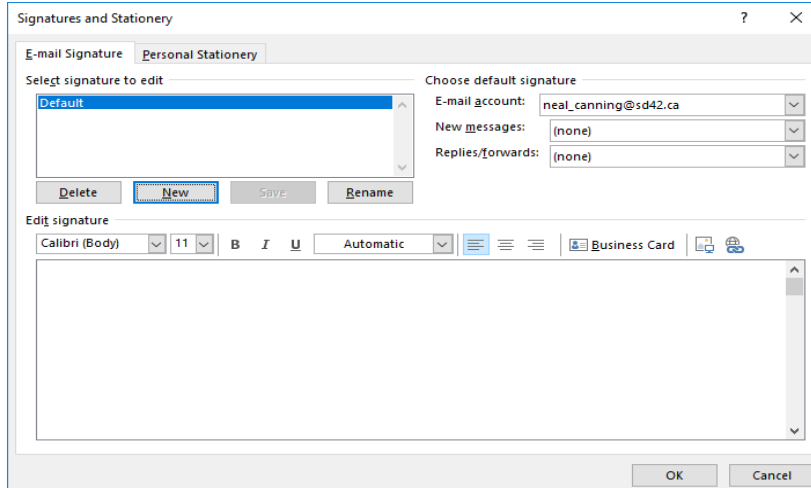 Signatures and Stationery
E-mail Signature Personal Stationery
Select signature to edit
Default
Delete New Save Rename
Choose default signature
E-mail account: neal_canning@sd42.ca
New messages: (none)
Replies/forwards: (none)
Edit signature
Calibri (Body) 11 B I U Automatic Business Card
OK Cancel